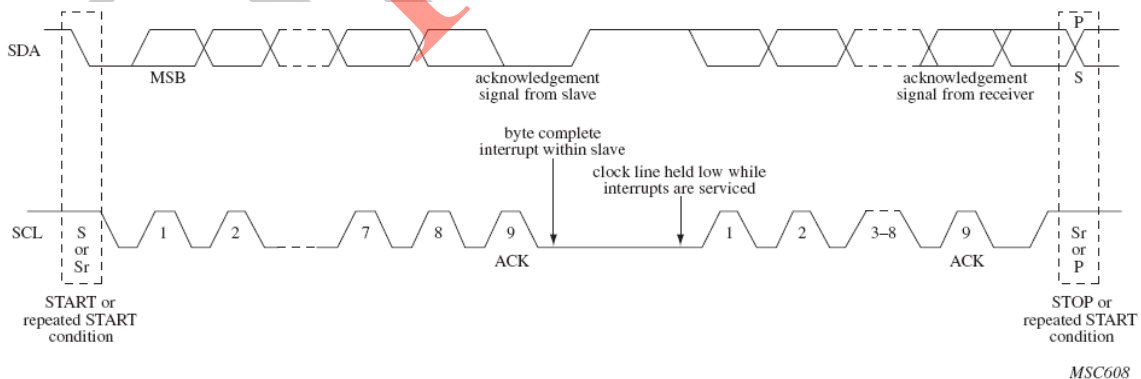 P
SDA
MSB
acknowledgement
signal from slave
acknowledgement
signal from receiver
S
byte complete
interrupt within slave
clock line held low while
interrupts are serviced
SCL
S
or
Sr
1
2
7
8
9
1
2
3–8
9
Sr
or
P
ACK
ACK
START or
repeated START
condition
STOP or
repeated START
condition
MSC608